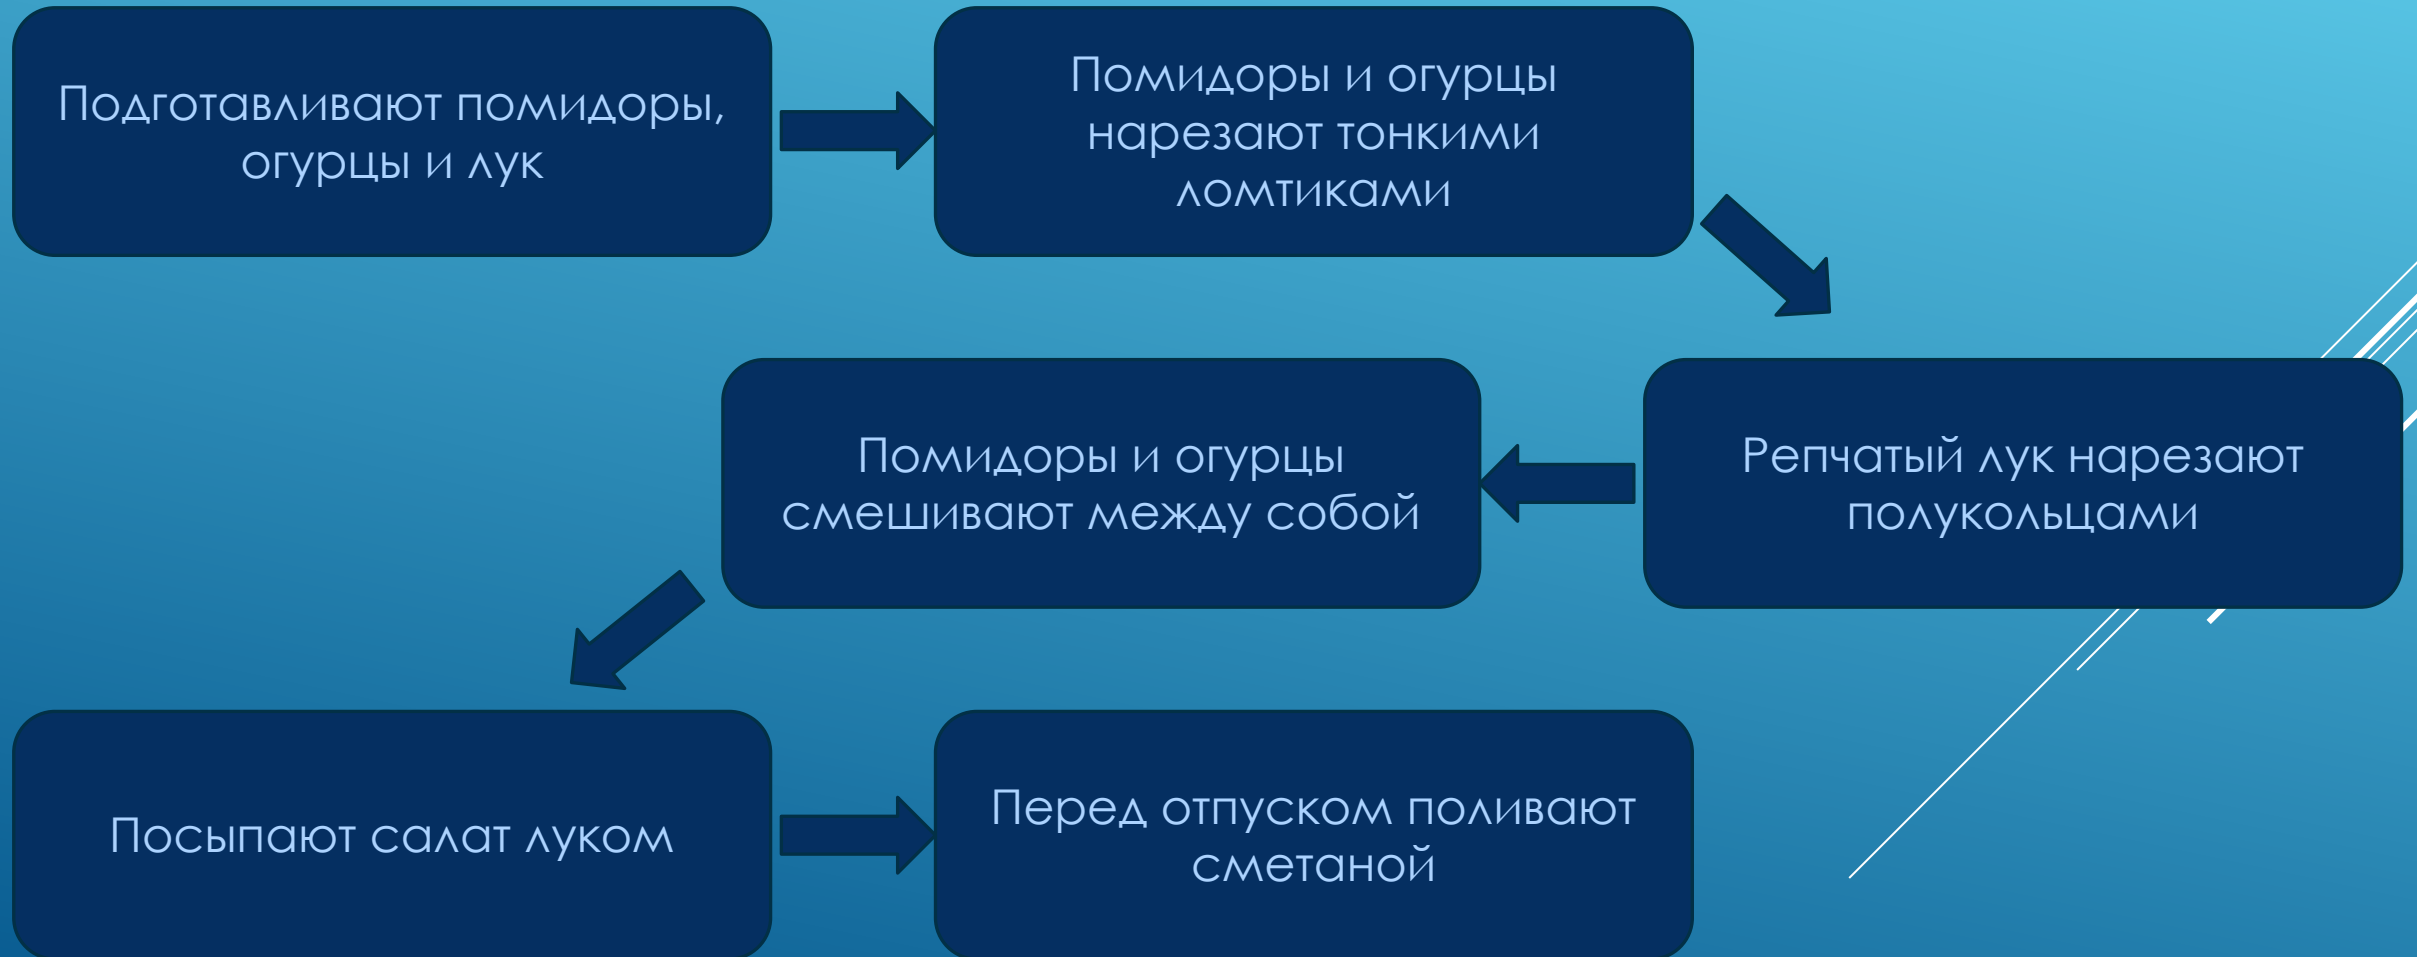 Подготавливают помидоры,
огурцы и лук
Помидоры и огурцы
нарезают тонкими
ломтиками
Репчатый лук нарезают
полукольцами
Помидоры и огурцы
смешивают между собой
Посыпают салат луком
Перед отпуском поливают
сметаной